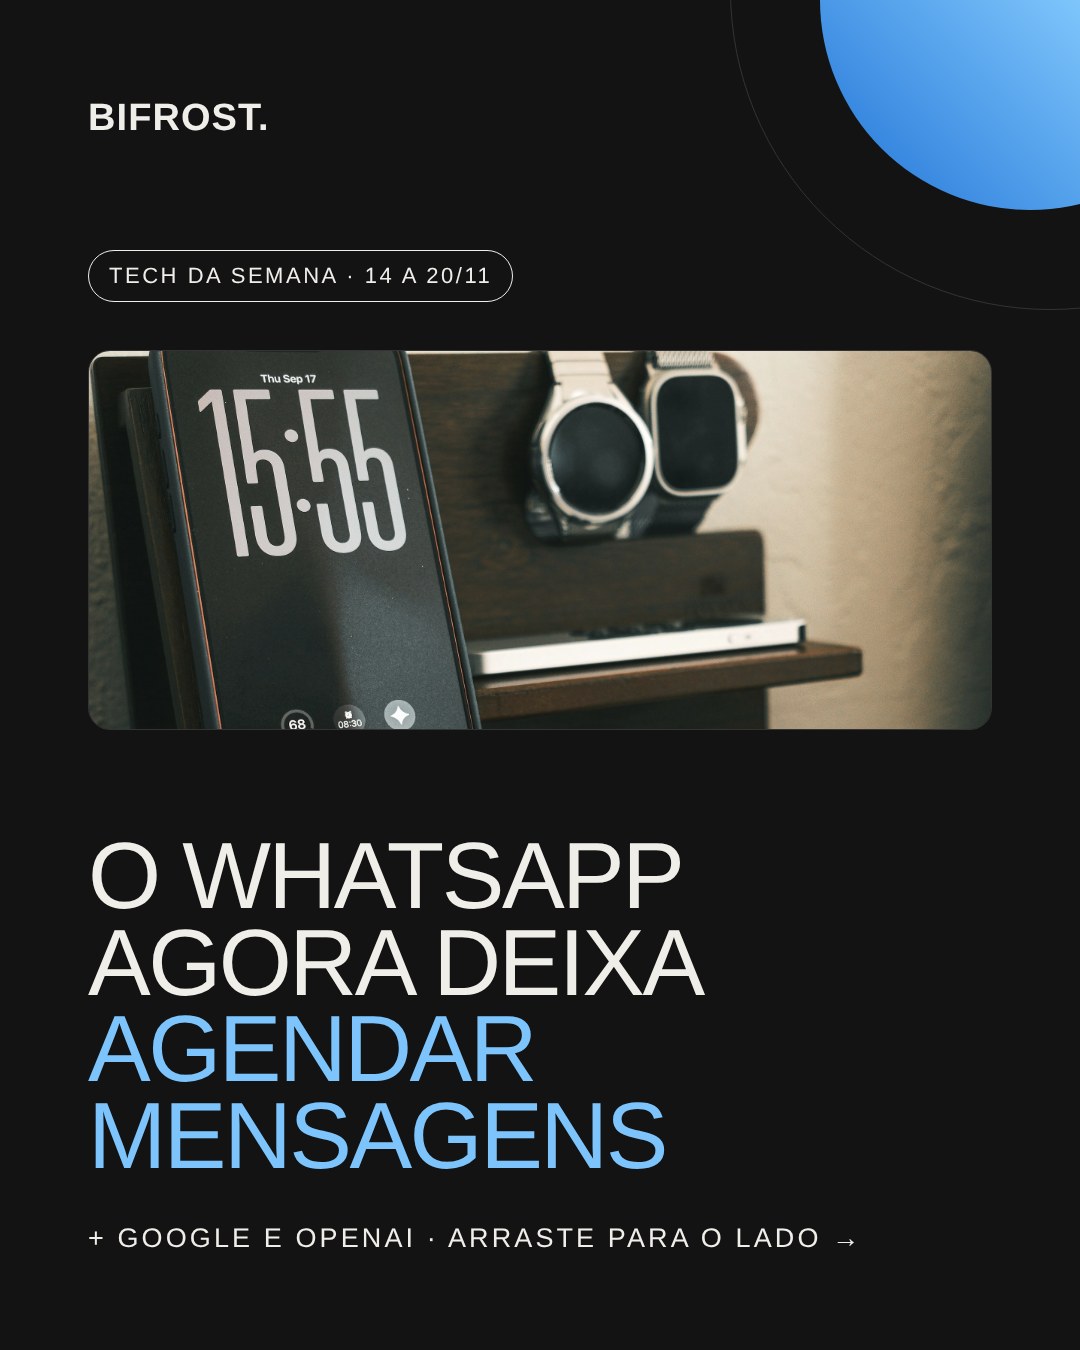 BIFROST.
TECH DA SEMANA · 14 A 20/11
Thu Sep 17
15:55
68
08:30
O WHATSAPP
AGORA DEIXA
AGENDAR
MENSAGENS
+ GOOGLE E OPENAI · ARRASTE PARA O LADO →